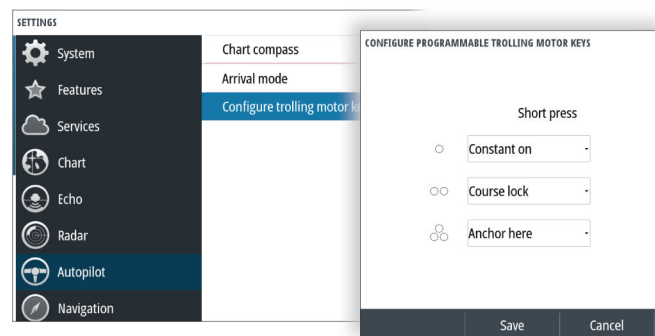 SETTINGS
System
Features
Services
Chart
Echo
Radar
Autopilot
Navigation
Chart compass
Arrival mode
Configure trolling motor
CONFIGURE PROGRAMMABLE TROLLING MOTOR KEYS
Short press
Constant on
Course lock
Anchor here
Save
Cancel